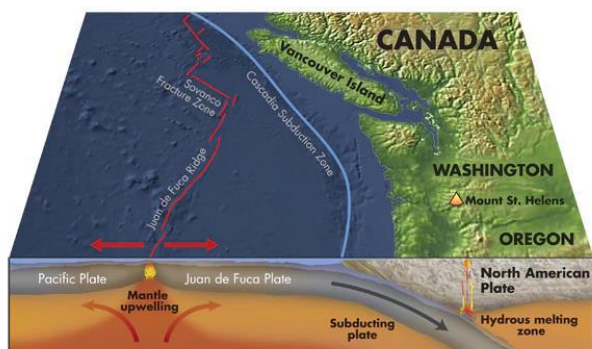 CANADA
Vancouver Island
Sovanco
Fracture Zone
Cascadia Subduction Zone
Juan de Fuca Ridge
WASHINGTON
Mount St. Helens
OREGON
Pacific Plate
Juan de Fuca Plate
North American
Plate
Mantle
upwelling
Subducting
plate
Hydrous melting
zone